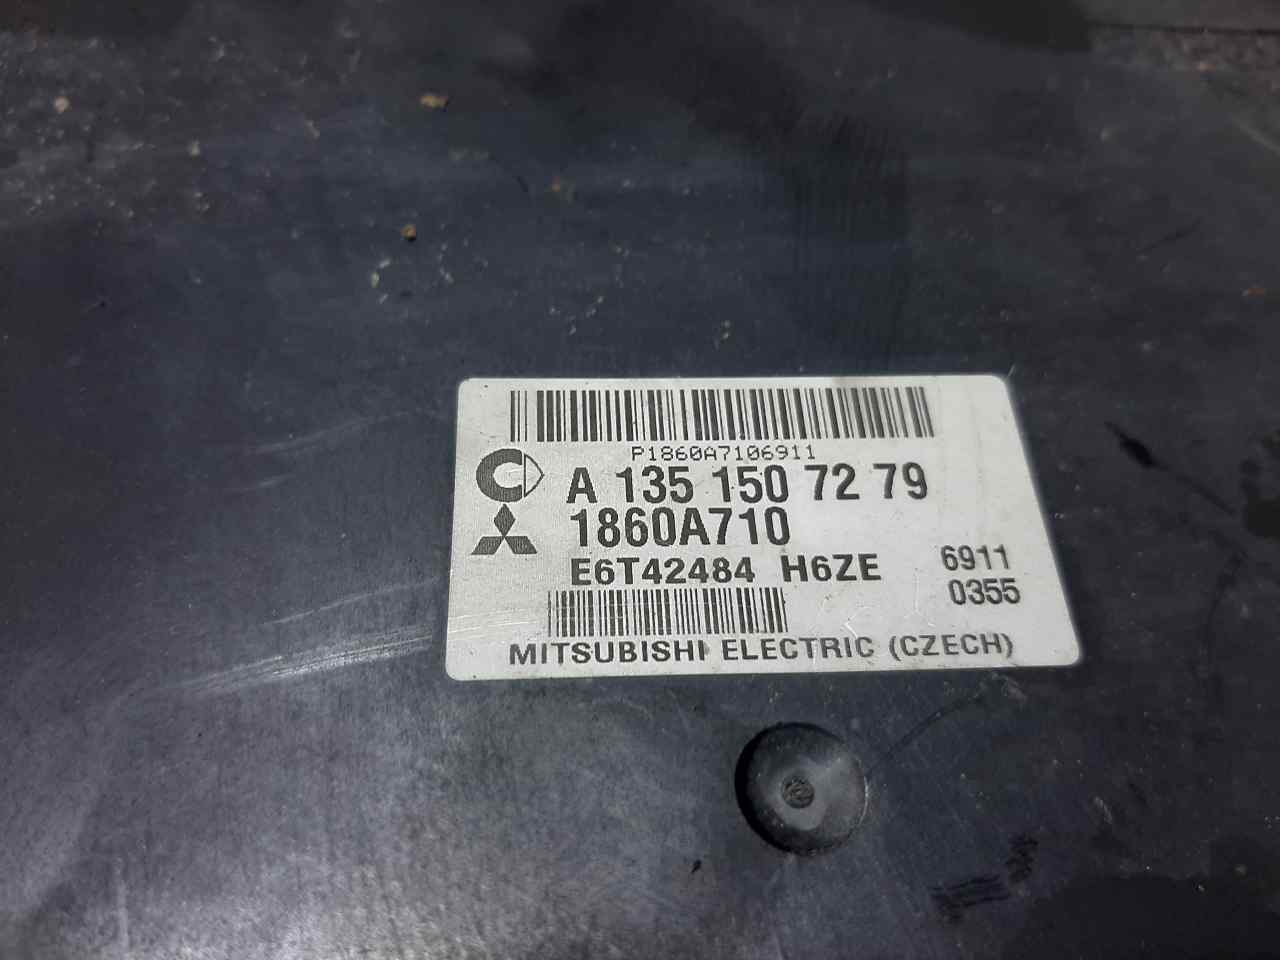 P1860A7106911
A 135 150 72 79
1860A710
E6T42484 H6ZE 6911
0355
MITSUBISHI ELECTRIC (CZECH)